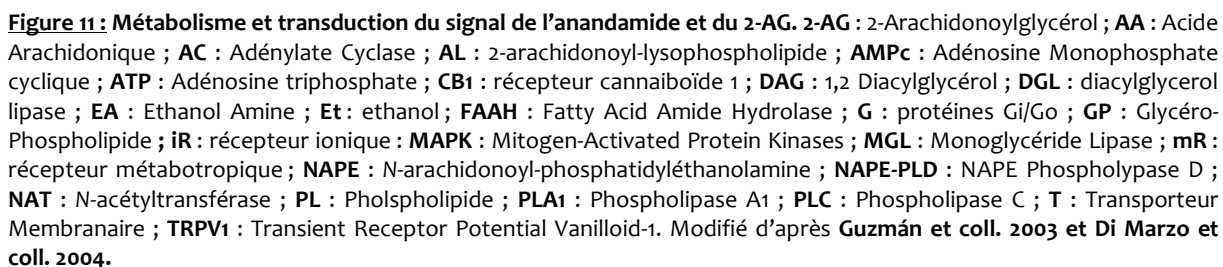 Figure 11 : Métabolisme et transduction du signal de l'anandamide et du 2-AG. 2-AG : 2-Arachidonoylglycérol ; AA : Acide
Arachidonique ; AC : Adénylate Cyclase ; AL : 2-arachidonoyl-lysophospholipide ; AMPc : Adénosine Monophosphate
cyclique ; ATP : Adénosine triphosphate ; CB1 : récepteur cannaiboïde 1 ; DAG : 1,2 Diacylglycérol ; DGL : diacylglycerol
lipase ; EA : Ethanol Amine ; Et : ethanol ; FAAH : Fatty Acid Amide Hydrolase ; G : protéines Gi/Go ; GP : Glycéro-
Phospholipide ; iR : récepteur ionique : MAPK : Mitogen-Activated Protein Kinases ; MGL : Monoglycéride Lipase ; mR :
récepteur métabotropique ; NAPE : N-arachidonoyl-phosphatidyléthanolamine ; NAPE-PLD : NAPE Phospholypase D ;
NAT : N-acétyltransférase ; PL : Pholspholipide ; PLA1 : Phospholipase A1 ; PLC : Phospholipase C ; T : Transporteur
Membranaire ; TRPV1 : Transient Receptor Potential Vanilloid-1. Modifié d'après Guzmán et coll. 2003 et Di Marzo et
coll. 2004.